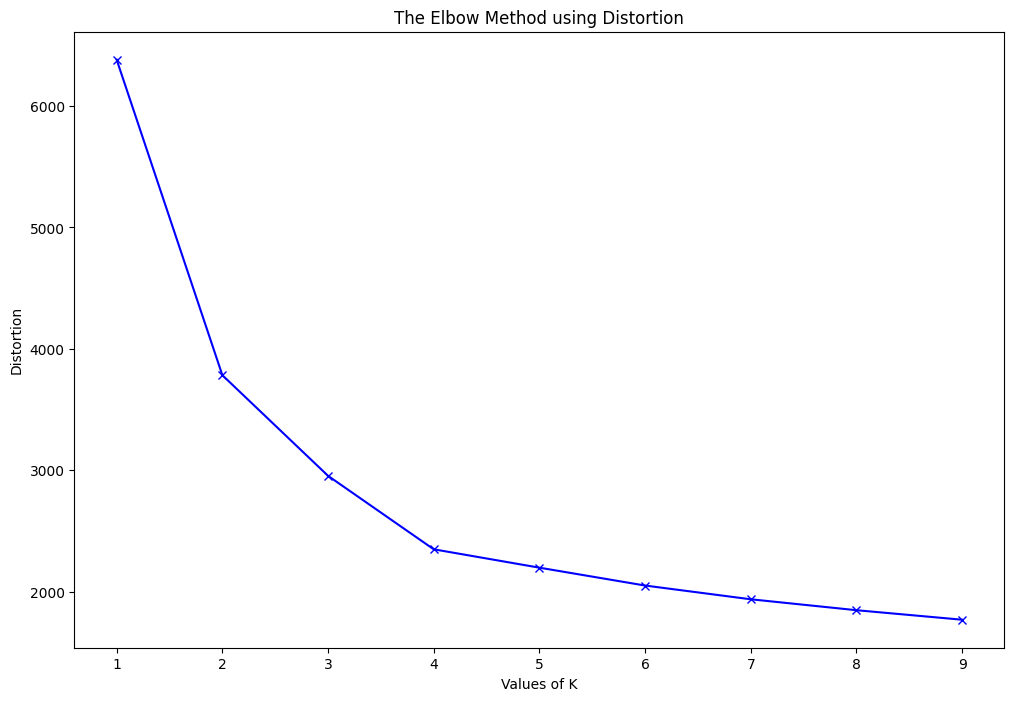 The Elbow Method using Distortion
6000
5000
4000
3000
2000
Distortion
1 2 3 4 5 6 7 8 9
Values of K